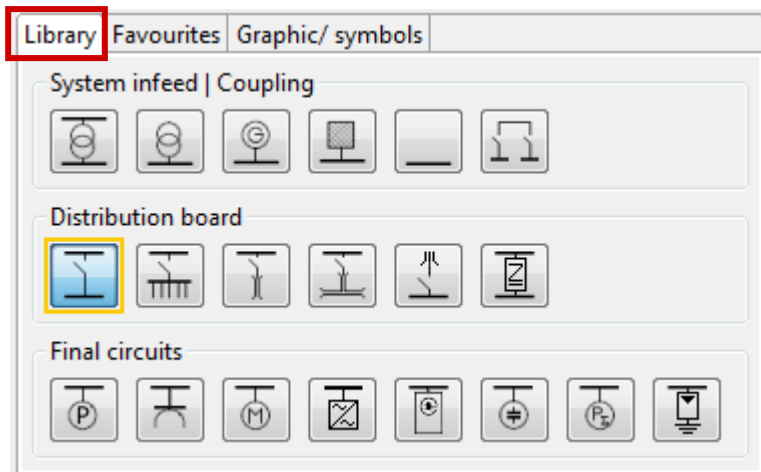 Library Favourites Graphic/ symbols
System infeed | Coupling
G
Distribution board
Z
Final circuits
P M P